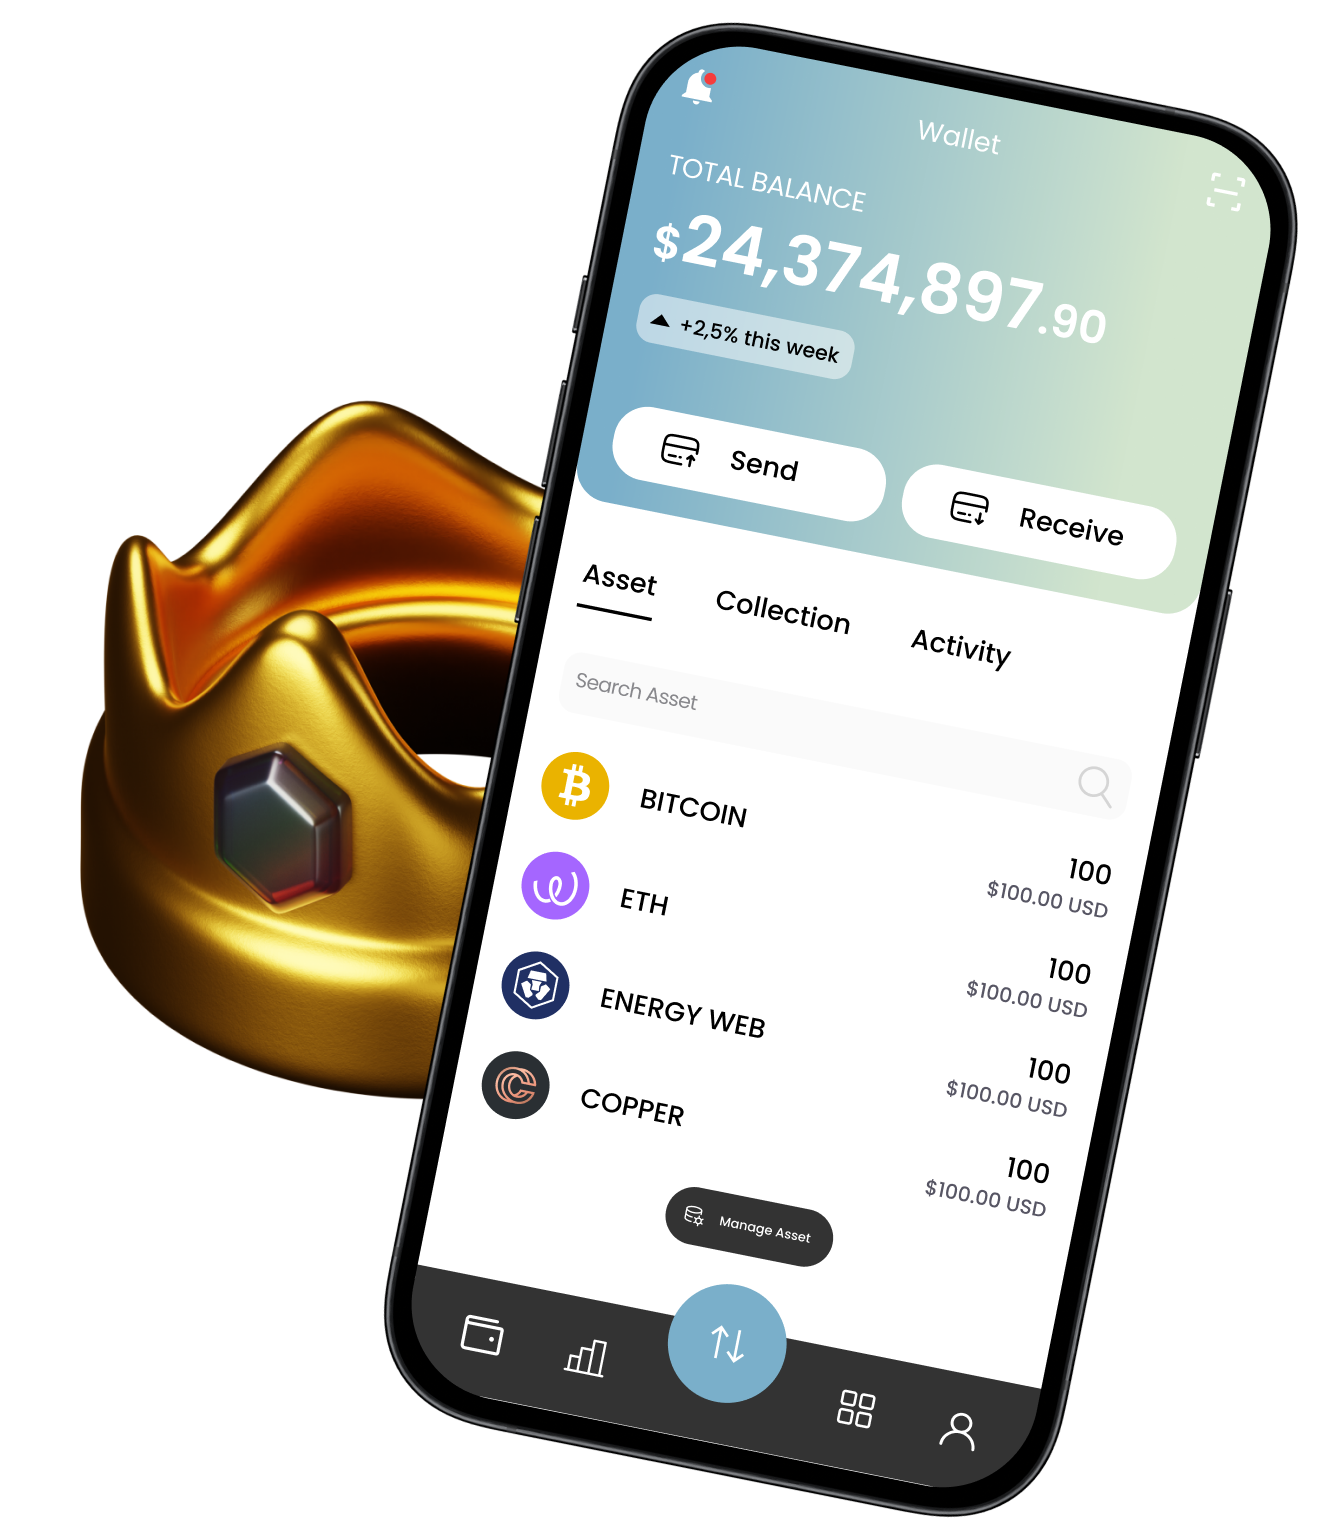 Wallet
TOTAL BALANCE
$24,374,897.90
+2,5% this week
Send
Receive
Asset
Collection
Activity
Search Asset
BITCOIN
100
$100.00 USD
ETH
100
$100.00 USD
ENERGY WEB
100
$100.00 USD
COPPER
100
$100.00 USD
Manage Asset